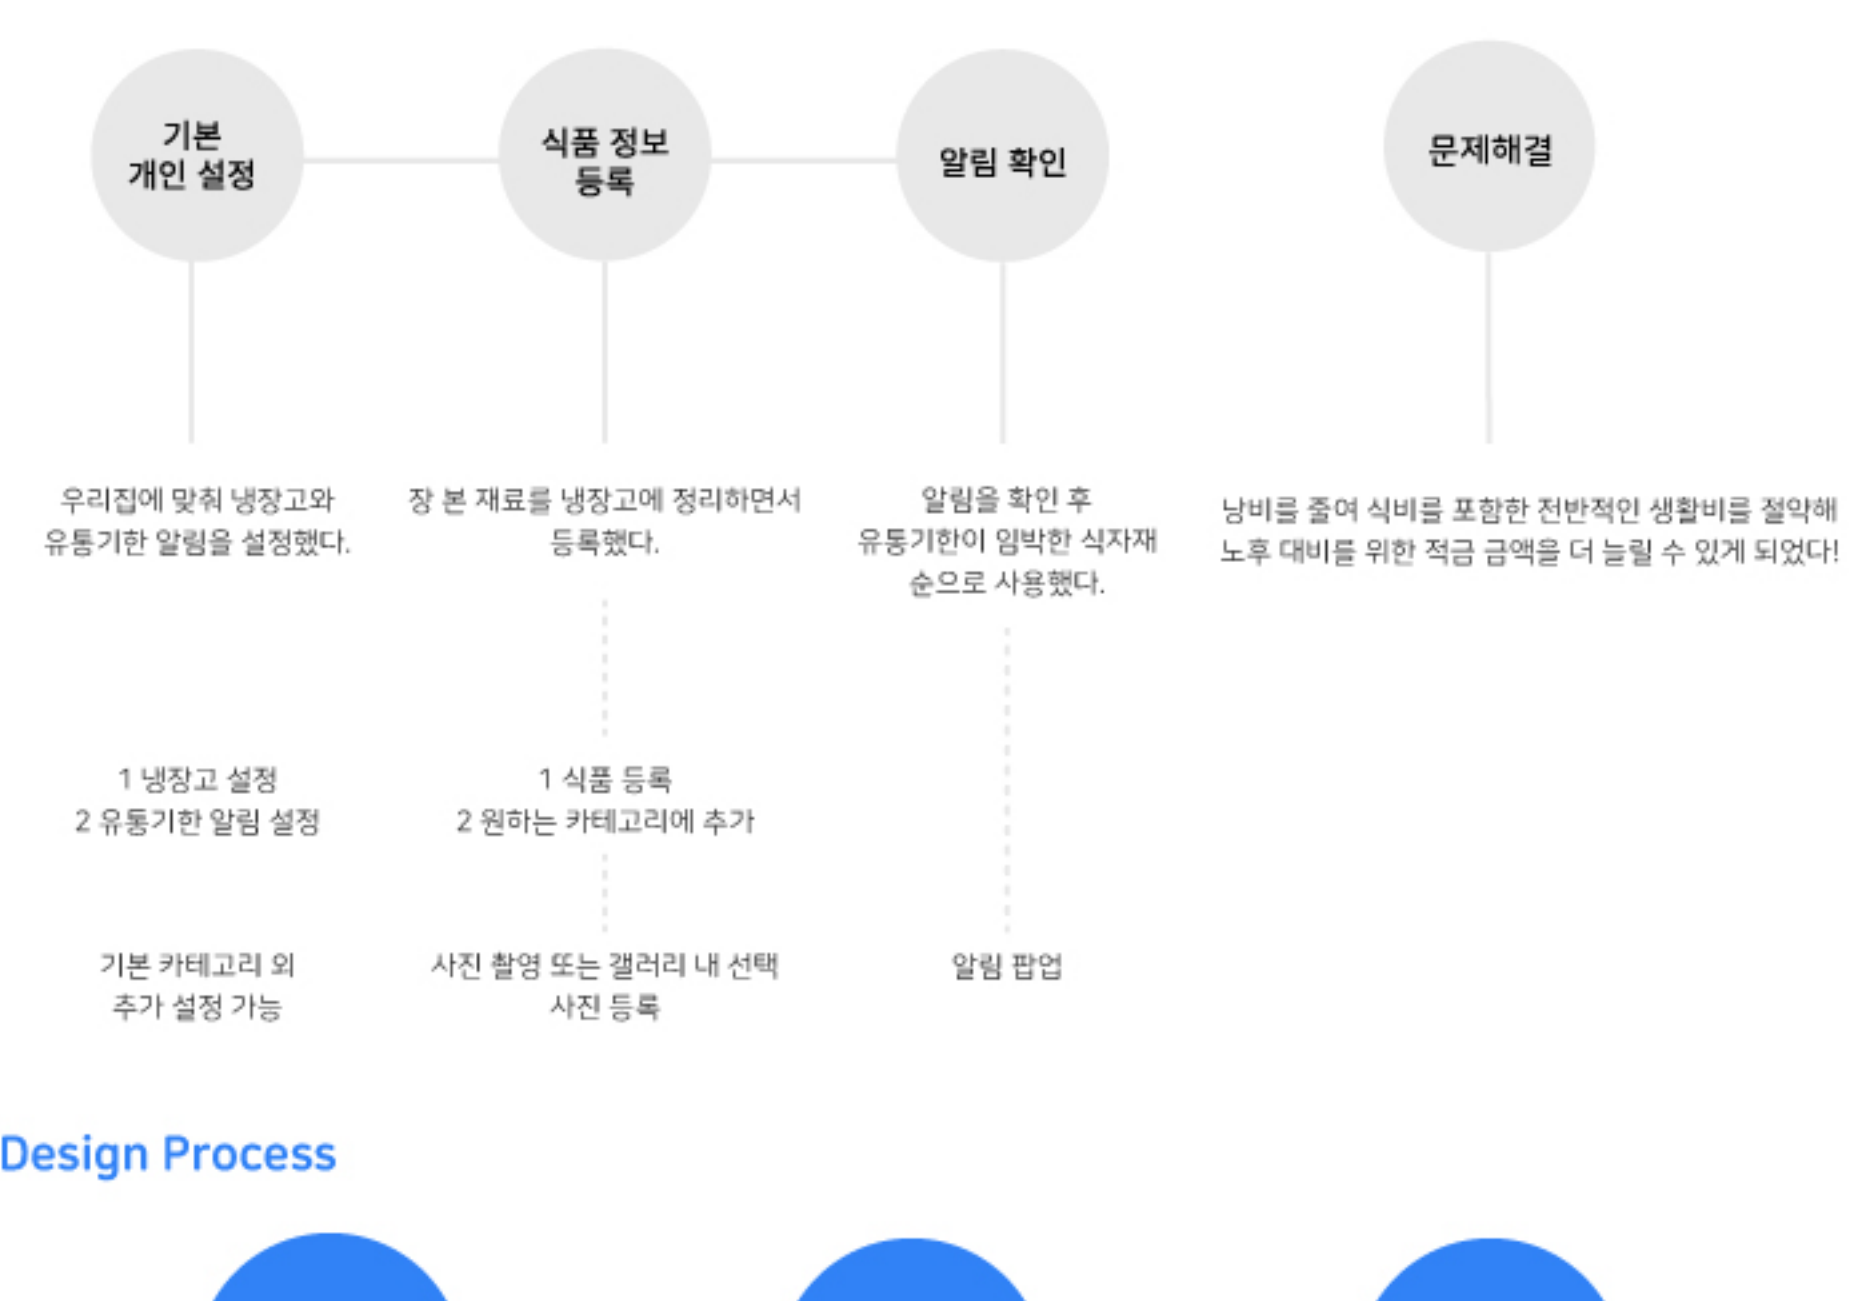 기본
개인 설정
식품 정보
등록
알림 확인
문제해결
우리집에 맞춰 냉장고와
유통기한 알림을 설정했다.
장 본 재료를 냉장고에 정리하면서
등록했다.
알림을 확인 후
유통기한이 임박한 식자재
순으로 사용했다.
낭비를 줄여 식비를 포함한 전반적인 생활비를 절약해
노후 대비를 위한 적금 금액을 더 늘릴 수 있게 되었다!
1 냉장고 설정
2 유통기한 알림 설정
1 식품 등록
2 원하는 카테고리에 추가
기본 카테고리 외
추가 설정 가능
사진 촬영 또는 갤러리 내 선택
사진 등록
알림 팝업
Design Process